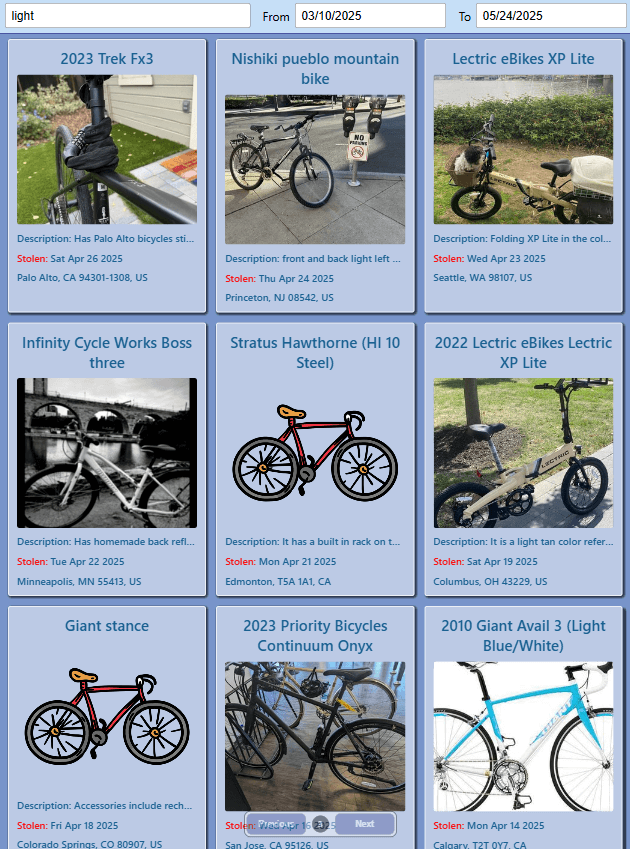 light
From 03/10/2025
To 05/24/2025
2023 Trek Fx3
Description: Has Palo Alto bicycles sti...
Stolen: Sat Apr 26 2025
Palo Alto, CA 94301-1308, US
Nishiki pueblo mountain
bike
NO
PARKING
Description: front and back light left ...
Stolen: Thu Apr 24 2025
Princeton, NJ 08542, US
Lectric eBikes XP Lite
Description: Folding XP Lite in the col...
Stolen: Wed Apr 23 2025
Seattle, WA 98107, US
Infinity Cycle Works Boss
three
Description: Has homemade back refl...
Stolen: Tue Apr 22 2025
Minneapolis, MN 55413, US
Stratus Hawthorne (HI 10
Steel)
Description: It has a built in rack on t...
Stolen: Mon Apr 21 2025
Edmonton, T5A 1A1, CA
2022 Lectric eBikes Lectric
XP Lite
LECTRIC
Description: It is a light tan color refer...
Stolen: Sat Apr 19 2025
Columbus, OH 43229, US
Giant stance
Description: Accessories include rech...
Stolen: Fri Apr 18 2025
Colorado Springs, CO 80907, US
2023 Priority Bicycles
Continuum Onyx
Stolen: Wed Apr 16 2025
San Jose, CA 95126, US
2010 Giant Avail 3 (Light
Blue/White)
GIANT
Stolen: Mon Apr 14 2025
Calgary, T2T 0Y7, CA
Previous
Next